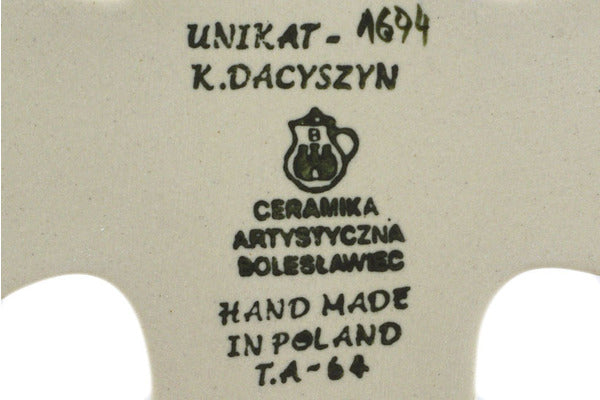 UNIKAT - 1694
K.DACYSZYN
B
CERAMIKA
ARTYSTYCZNA
BOLESŁAWIEC
HAND MADE
IN POLAND
T.A-64